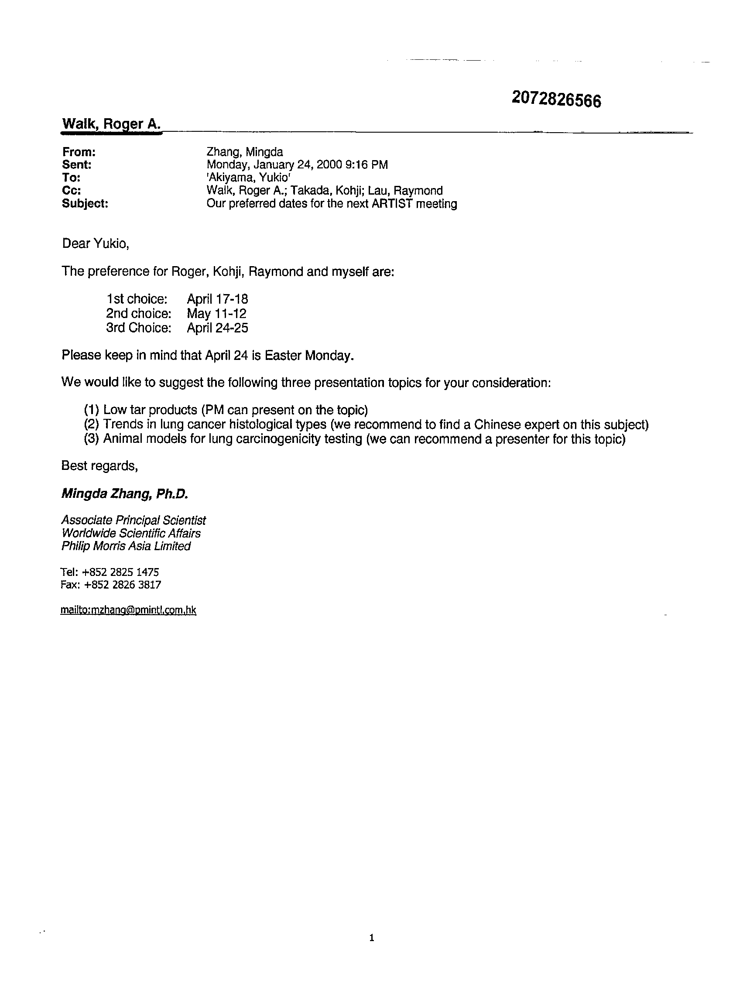 2072826566
Walk, Roger A.
From: Zhang, Mingda
Sent: Monday, January 24, 2000 9:16 PM
To: 'Akiyama, Yukio'
Cc: Walk, Roger A.; Takada, Kohji; Lau, Raymond
Subject: Our preferred dates for the next ARTIST meeting
Dear Yukio,
The preference for Roger, Kohji, Raymond and myself are:
1st choice: April 17-18
2nd choice: May 11-12
3rd Choice: April 24-25
Please keep in mind that April 24 is Easter Monday.
We would like to suggest the following three presentation topics for your consideration:
(1) Low tar products (PM can present on the topic)
(2) Trends in lung cancer histological types (we recommend to find a Chinese expert on this subject)
(3) Animal models for lung carcinogenicity testing (we can recommend a presenter for this topic)
Best regards,
Mingda Zhang, Ph.D.
Associate Principal Scientist
Worldwide Scientific Affairs
Philip Morris Asia Limited
Tel: +852 2825 1475
Fax: +852 2826 3817
mailto:mzhang@pmintl.com.hk
1